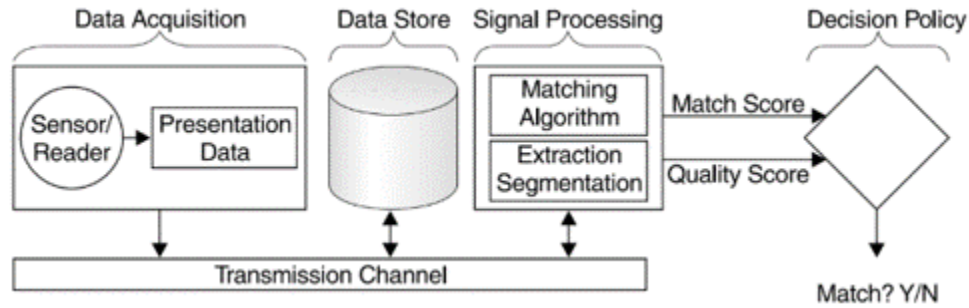 Data Acquisition
Data Store
Signal Processing
Decision Policy
Sensor/
Reader
Presentation
Data
Matching
Algorithm
Extraction
Segmentation
Match Score
Quality Score
Transmission Channel
Match? Y/N